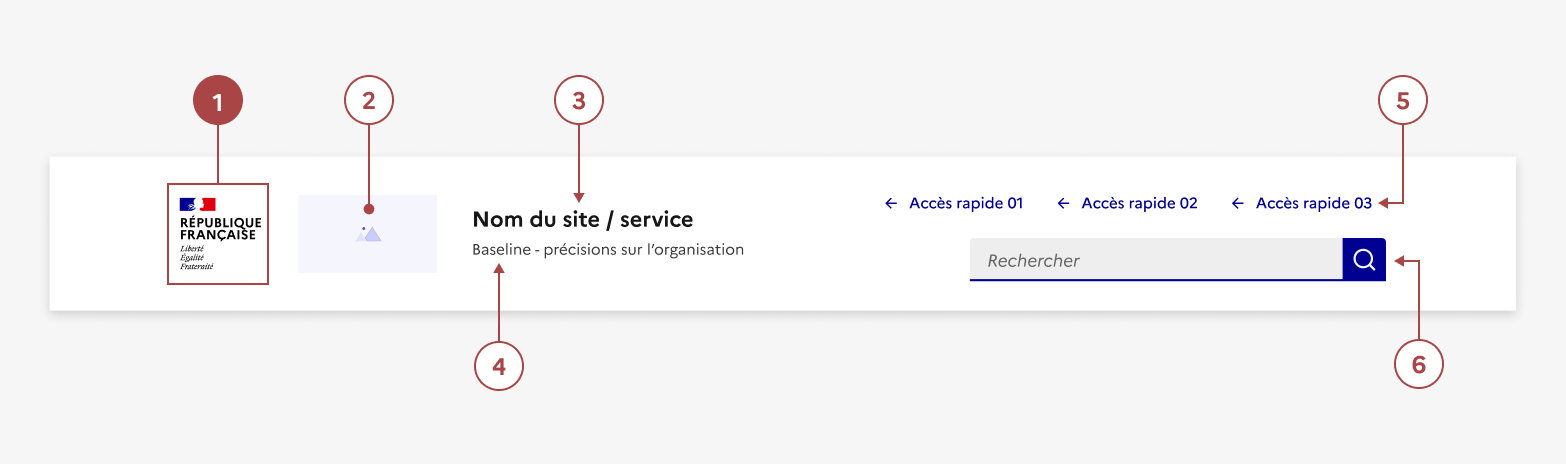 1
2
3
5
RÉPUBLIQUE
FRANÇAISE
Liberté
Égalité
Fraternité
Nom du site / service
Baseline - précisions sur l'organisation
Accès rapide 01
Accès rapide 02
Accès rapide 03
Rechercher
4
6